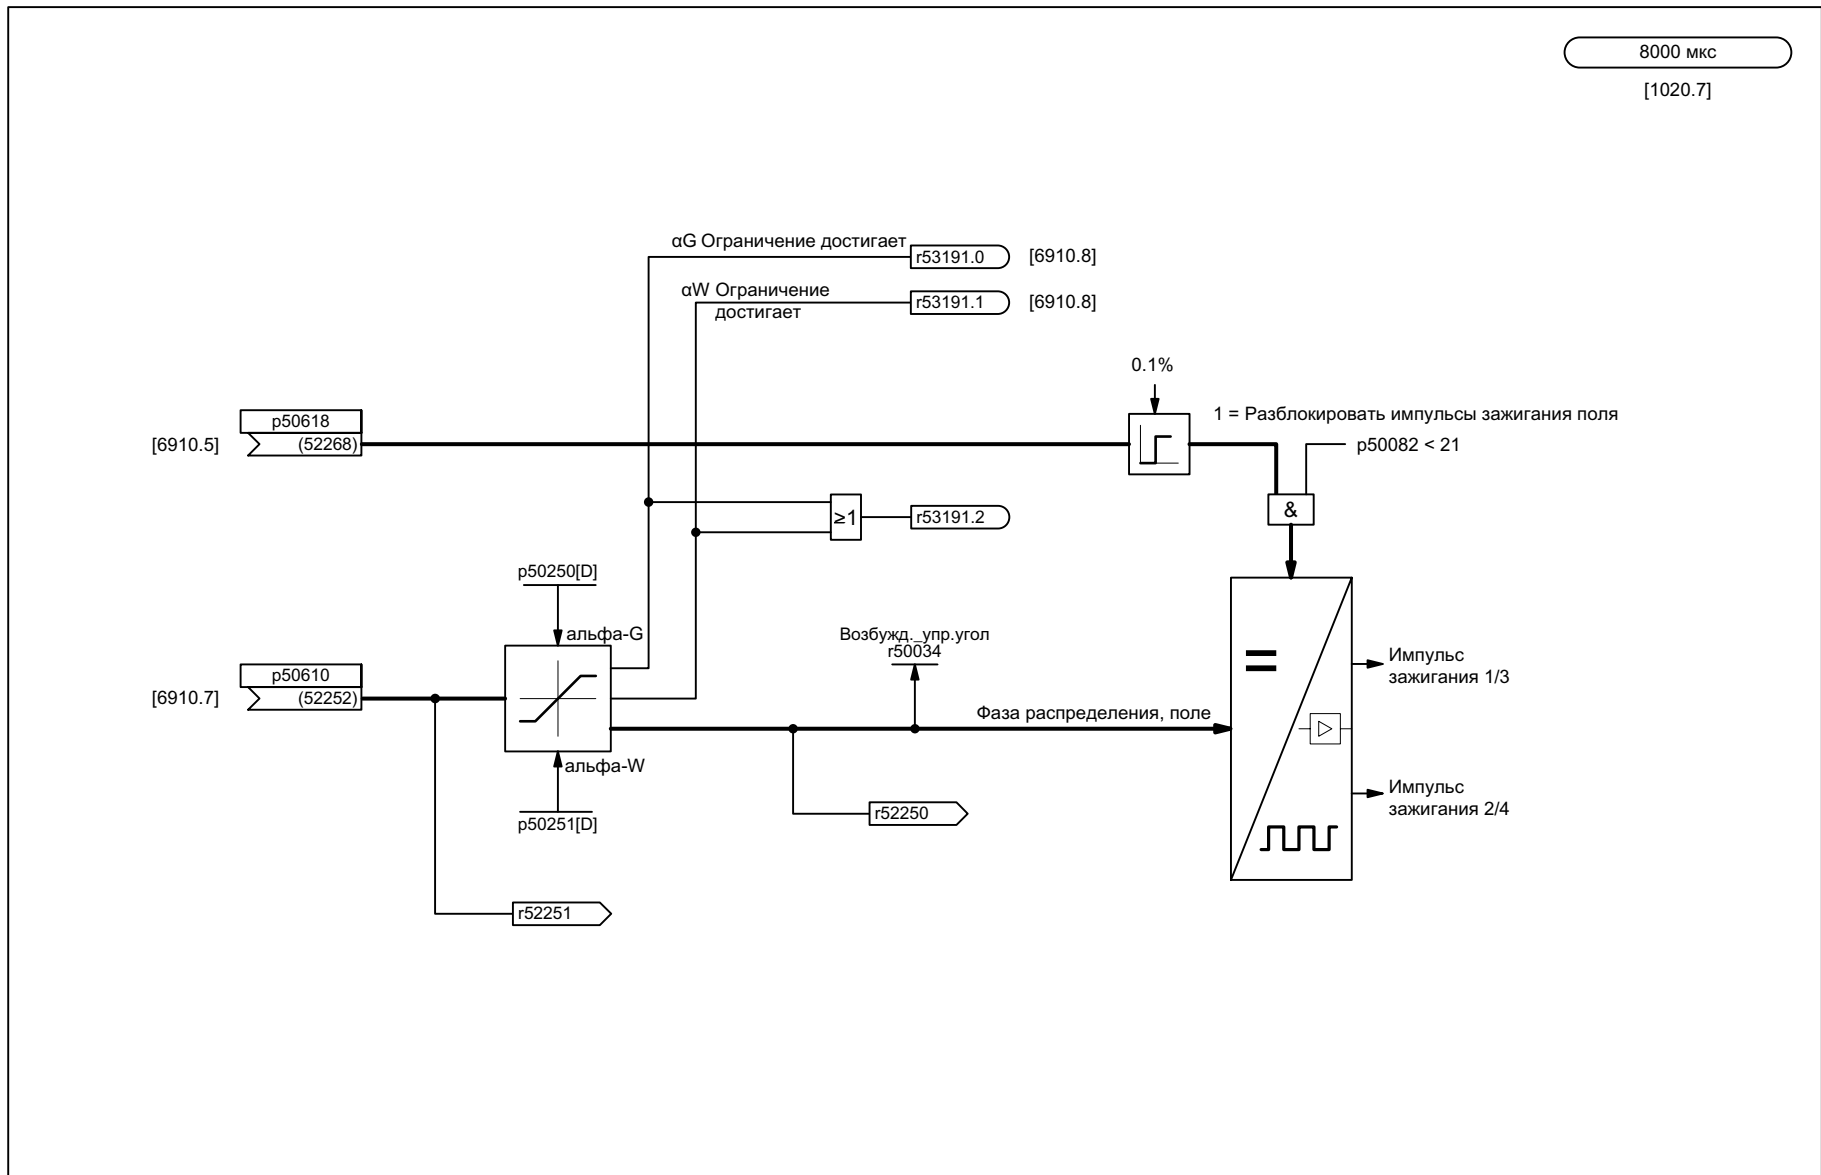 8000 мкс
[1020.7]
αG Ограничение достигает
r53191.0
[6910.8]
αW Ограничение
достигает
r53191.1
[6910.8]
0.1%
p50618
[6910.5]
(52268)
1 = Разблокировать импульсы зажигания поля
p50082 < 21
&
≥1
r53191.2
p50250[D]
альфа-G
Возбужд._упр.угол
r50034
p50610
[6910.7]
(52252)
Фаза распределения, поле
Импульс
зажигания 1/3
альфа-W
p50251[D]
r52250
Импульс
зажигания 2/4
r52251